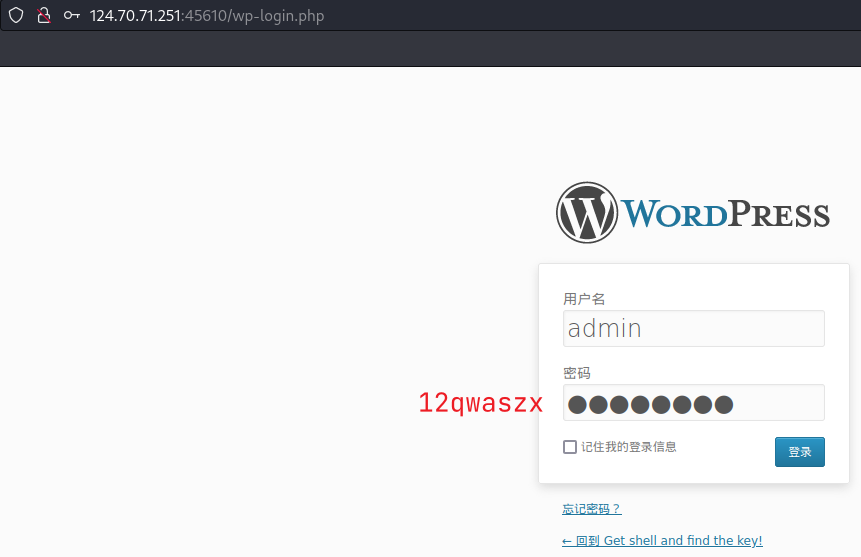 124.70.71.251:45610/wp-login.php
WORDPRESS
用户名
admin
密码
12qwaszx
记住我的登录信息
登录
忘记密码？
← 回到 Get shell and find the key!